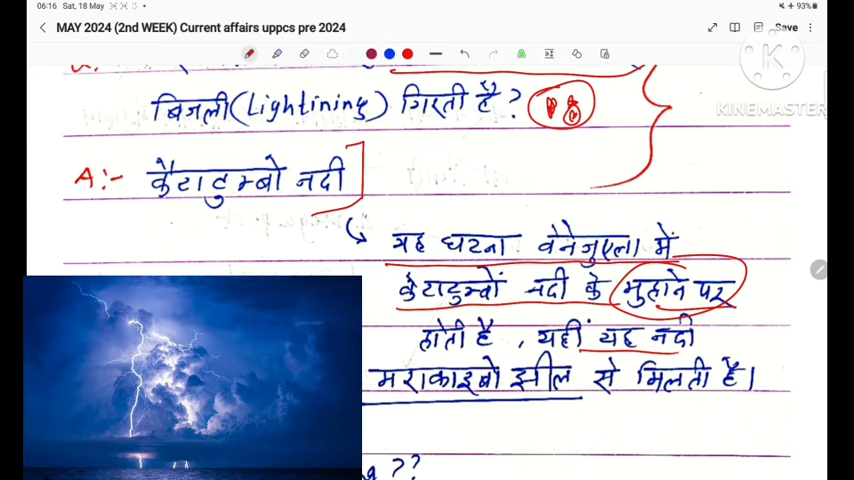 06:16 Sat, 18 May
93%
MAY 2024 (2nd WEEK) Current affairs uppcs pre 2024
Save
KINEMASTER
बिजली (Lightining) गिरती है ?
A:- कैटाटुम्बो नदी
यह घटना वेनेजुएला में
कैटाटुम्बों नदी के मुहाने पर
होती है , यहीं यह नदी
मराकाइबो झील से मिलती है।
??